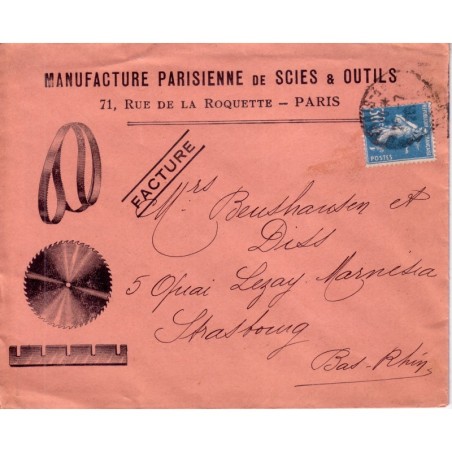 MANUFACTURE PARISIENNE DE SCIES & OUTILS
71, RUE DE LA ROQUETTE — PARIS
POSTES
FACTURE
Mrs Beushausen et
Diss
5 Quai Lezay Marnesia
Strasbourg
Bas-Rhin